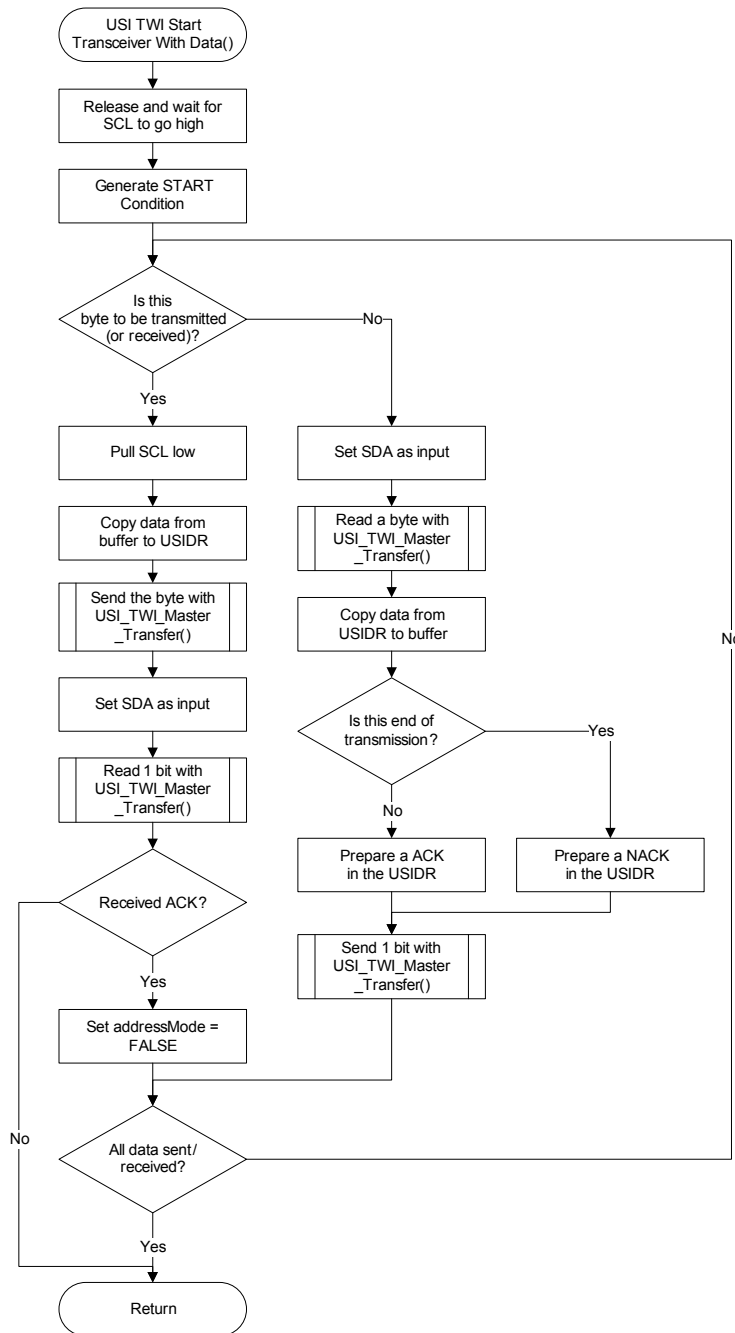 USI TWI Start
Transceiver With Data()
Release and wait for
SCL to go high
Generate START
Condition
Is this
byte to be transmitted
(or received)?
No
Yes
Pull SCL low
Set SDA as input
Copy data from
buffer to USIDR
Read a byte with
USI_TWI_Master
_Transfer()
Send the byte with
USI_TWI_Master
_Transfer()
Copy data from
USIDR to buffer
No
Set SDA as input
Is this end of
transmission?
Yes
Read 1 bit with
USI_TWI_Master
_Transfer()
No
Prepare a ACK
in the USIDR
Prepare a NACK
in the USIDR
Received ACK?
Send 1 bit with
USI_TWI_Master
_Transfer()
Yes
Set addressMode =
FALSE
No
All data sent/
received?
Yes
Return